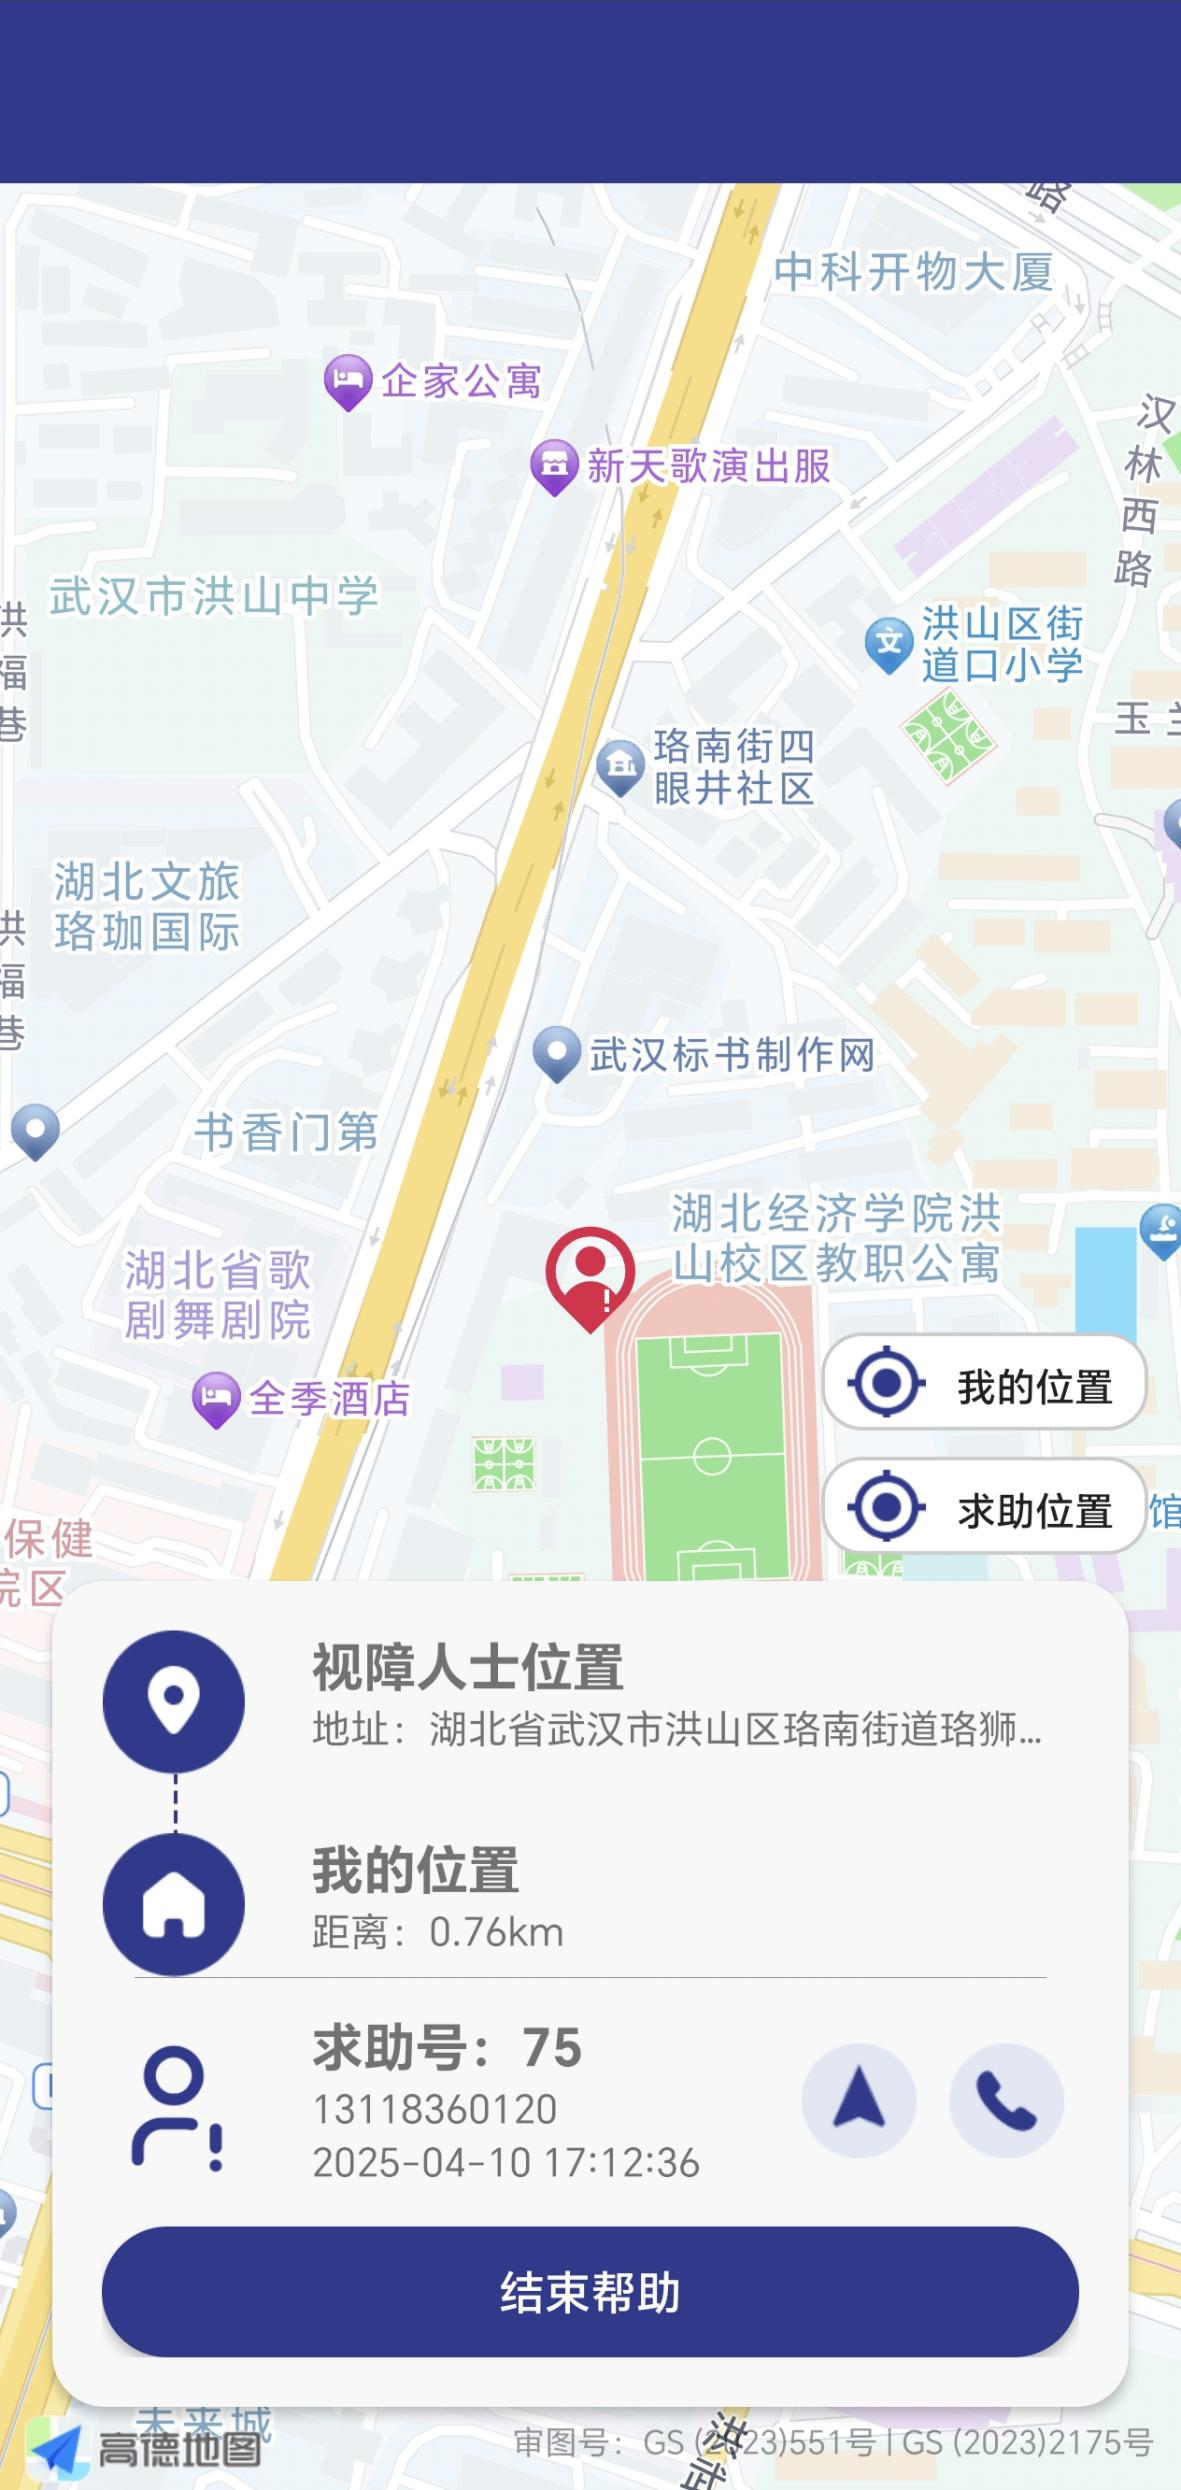 路
中科开物大厦
企家公寓
汉林西路
新天歌演出服
武汉市洪山中学
洪福巷
文
洪山区街
道口小学
玉
珞南街四
眼井社区
湖北文旅
珞珈国际
洪福巷
武汉标书制作网
书香门第
湖北经济学院洪
山校区教职公寓
湖北省歌
剧舞剧院
我的位置
全季酒店
求助位置
馆
保健
院区
视障人士位置
地址：湖北省武汉市洪山区珞南街道珞狮...
我的位置
距离：0.76km
求助号：75
13118360120
2025-04-10 17:12:36
结束帮助
未来城
高德地图
审图号：GS (2023)551号 | GS (2023)2175号
洪武